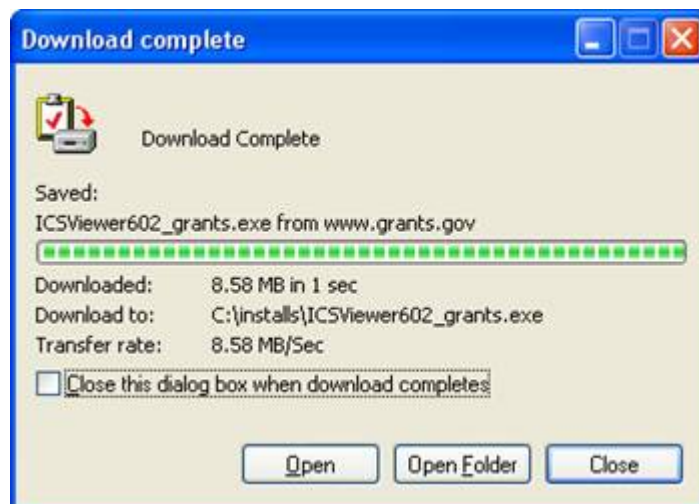 Download complete
Download Complete
Saved:
ICSViewer602_grants.exe from www.grants.gov
Downloaded: 8.58 MB in 1 sec
Download to: C:\installs\ICSViewer602_grants.exe
Transfer rate: 8.58 MB/Sec
Close this dialog box when download completes
Open Open Folder Close